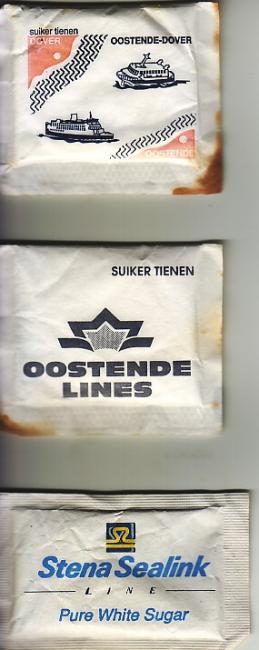 suiker tienen
DOVER
OOSTENDE-DOVER
OOSTENDE
SUIKER TIENEN
OOSTENDE
LINES
Stena Sealink
LINE
Pure White Sugar